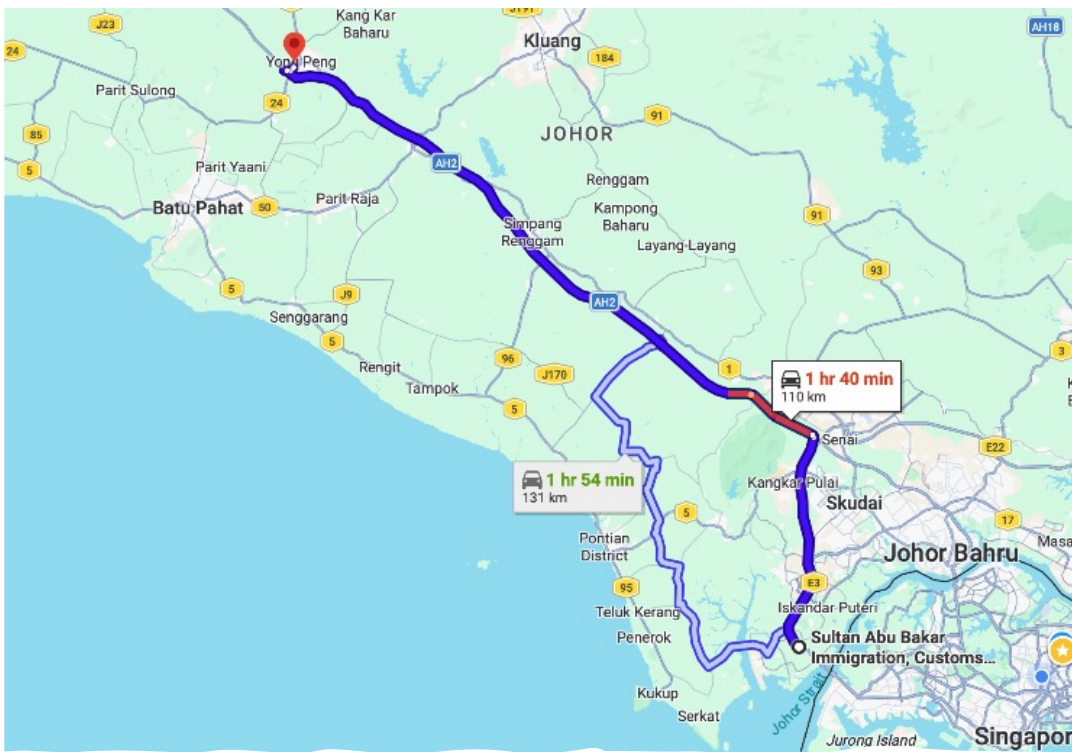 Kang Kar
Baharu
J23
AH18
Kluang
24
Yong Peng
184
Parit Sulong
24
91
85
JOHOR
5
AH2
Parit Yaani
Renggam
Batu Pahat
50
Parit Raja
Kampong
Baharu
91
Simpang
Renggam
Layang-Layang
93
5
J9
AH2
Senggarang
5
3
Rengit
96
1
J170
1 hr 40 min
110 km
Tampok
5
Senai
E22
1 hr 54 min
131 km
Kangkar Pulai
Skudai
5
17
Pontian
District
Masa
Johor Bahru
E3
95
Teluk Kerang
Iskandar Puteri
Penerok
Sultan Abu Bakar
Immigration, Customs...
Kukup
Johor Strait
Serkat
Jurong Island
Singapor